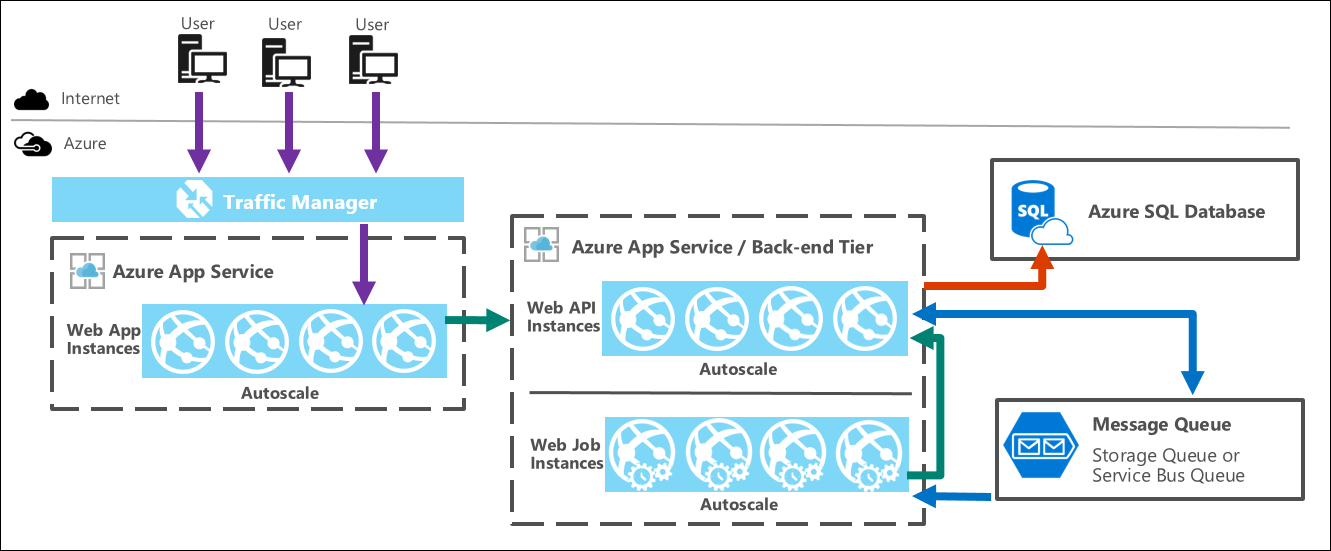 User
User
User
Internet
Azure
Traffic Manager
Azure App Service
Web App
Instances
Autoscale
Azure App Service / Back-end Tier
Web API
Instances
Autoscale
Web Job
Instances
Autoscale
SQL
Azure SQL Database
Message Queue
Storage Queue or
Service Bus Queue